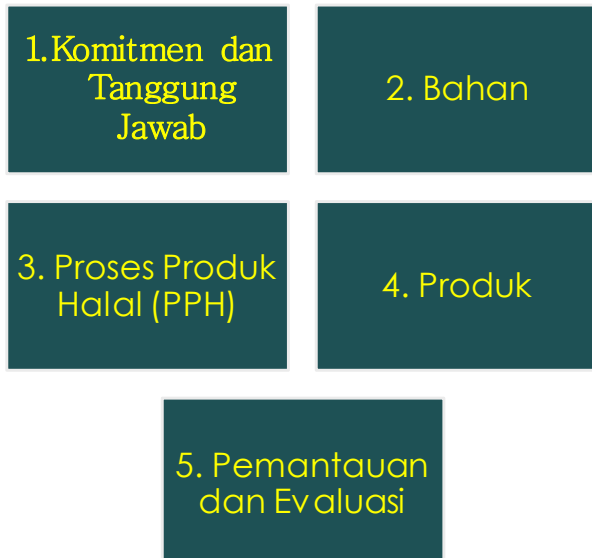 1.Komitmen dan
Tanggung
Jawab
2. Bahan
3. Proses Produk
Halal (PPH)
4. Produk
5. Pemantauan
dan Evaluasi